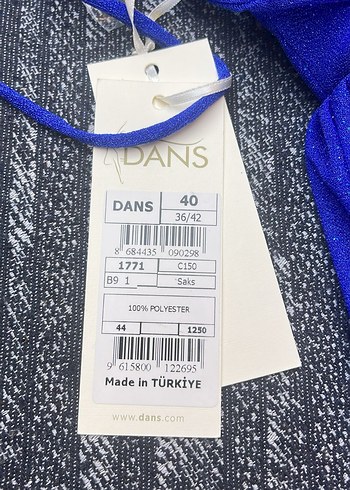 DANS
DANS
40
36/42
8 684435 090298
1771
C150
B9 1
Saks
100% POLYESTER
44
1250
9 615800 122695
Made in TÜRKİYE
www.dans.com